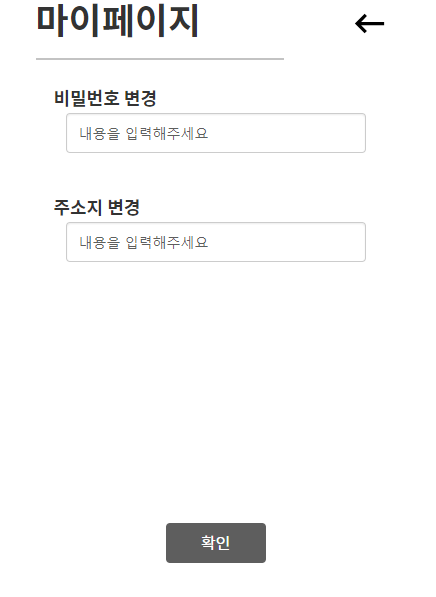 마이페이지
비밀번호 변경
내용을 입력해주세요
주소지 변경
내용을 입력해주세요
확인